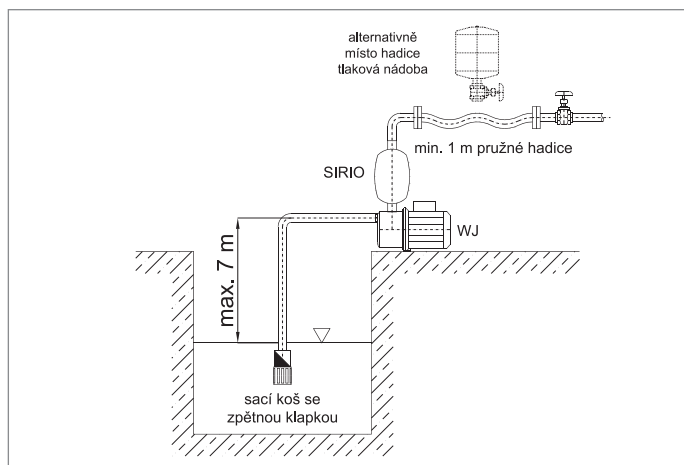 alternativně
místo hadice
tlaková nádoba
min. 1 m pružné hadice
SIRIO
WJ
max. 7 m
sací koš se
zpětnou klapkou